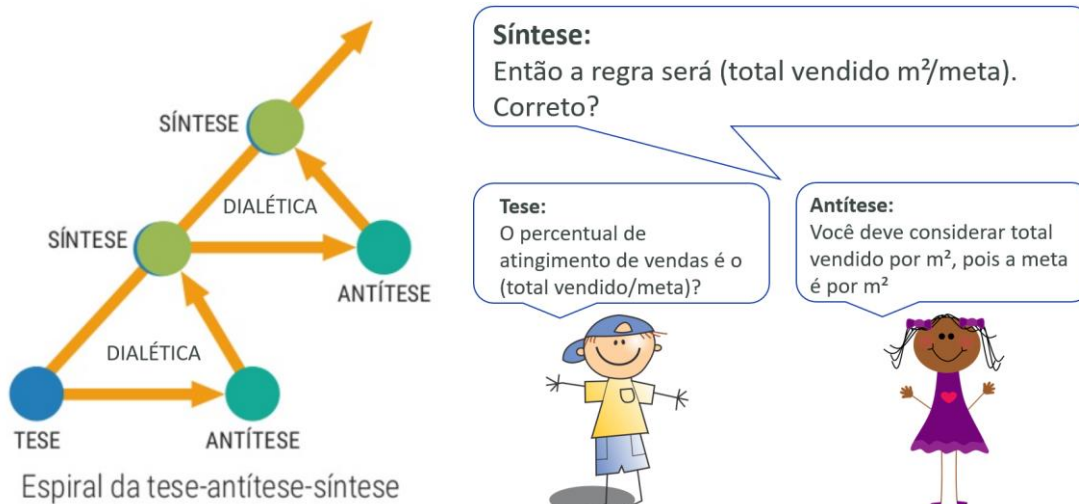 SÍNTESE
DIALÉTICA
SÍNTESE
ANTÍTESE
DIALÉTICA
TESE
ANTÍTESE
Espiral da tese-antítese-síntese
Síntese:
Então a regra será (total vendido m²/meta).
Correto?
Tese:
O percentual de
atingimento de vendas é o
(total vendido/meta)?
Antítese:
Você deve considerar total
vendido por m², pois a meta
é por m²